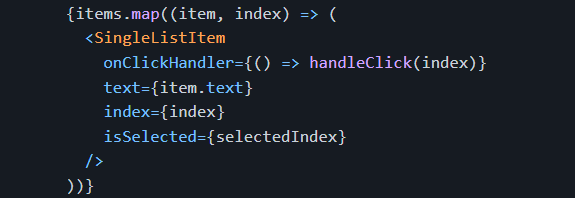 {items.map((item, index) => (
<SingleListItem
onClickHandler={() => handleClick(index)}
text={item.text}
index={index}
isSelected={selectedIndex}
/>
))}